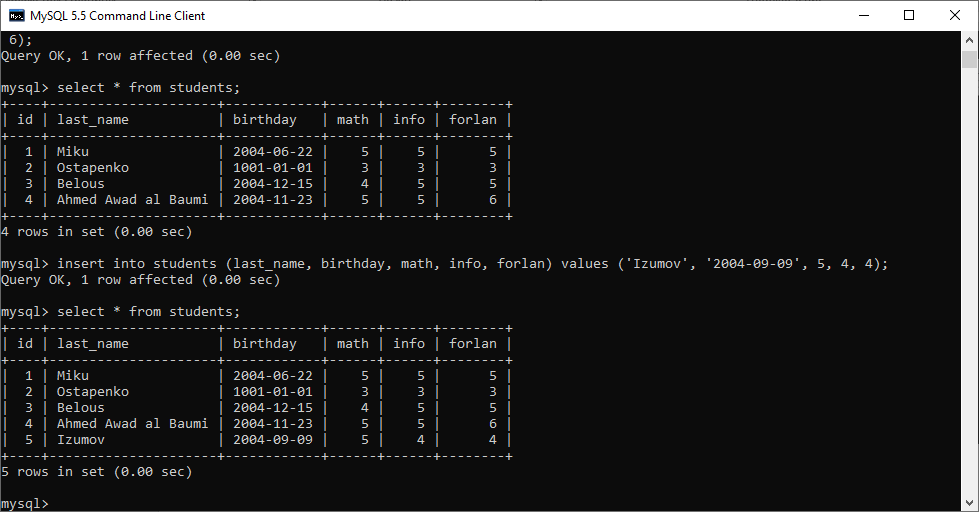 MySQL 5.5 Command Line Client
 6);
Query OK, 1 row affected (0.00 sec)
mysql> select * from students;
+----+---------------------+------------+------+------+--------+
| id | last_name           | birthday   | math | info | forlan |
+----+---------------------+------------+------+------+--------+
|  1 | Miku                | 2004-06-22 |    5 |    5 |      5 |
|  2 | Ostapenko           | 1001-01-01 |    3 |    3 |      3 |
|  3 | Belous              | 2004-12-15 |    4 |    5 |      5 |
|  4 | Ahmed Awad al Baumi | 2004-11-23 |    5 |    5 |      6 |
+----+---------------------+------------+------+------+--------+
4 rows in set (0.00 sec)
mysql> insert into students (last_name, birthday, math, info, forlan) values ('Izumov', '2004-09-09', 5, 4, 4);
Query OK, 1 row affected (0.00 sec)
mysql> select * from students;
+----+---------------------+------------+------+------+--------+
| id | last_name           | birthday   | math | info | forlan |
+----+---------------------+------------+------+------+--------+
|  1 | Miku                | 2004-06-22 |    5 |    5 |      5 |
|  2 | Ostapenko           | 1001-01-01 |    3 |    3 |      3 |
|  3 | Belous              | 2004-12-15 |    4 |    5 |      5 |
|  4 | Ahmed Awad al Baumi | 2004-11-23 |    5 |    5 |      6 |
|  5 | Izumov              | 2004-09-09 |    5 |    4 |      4 |
+----+---------------------+------------+------+------+--------+
5 rows in set (0.00 sec)
mysql>